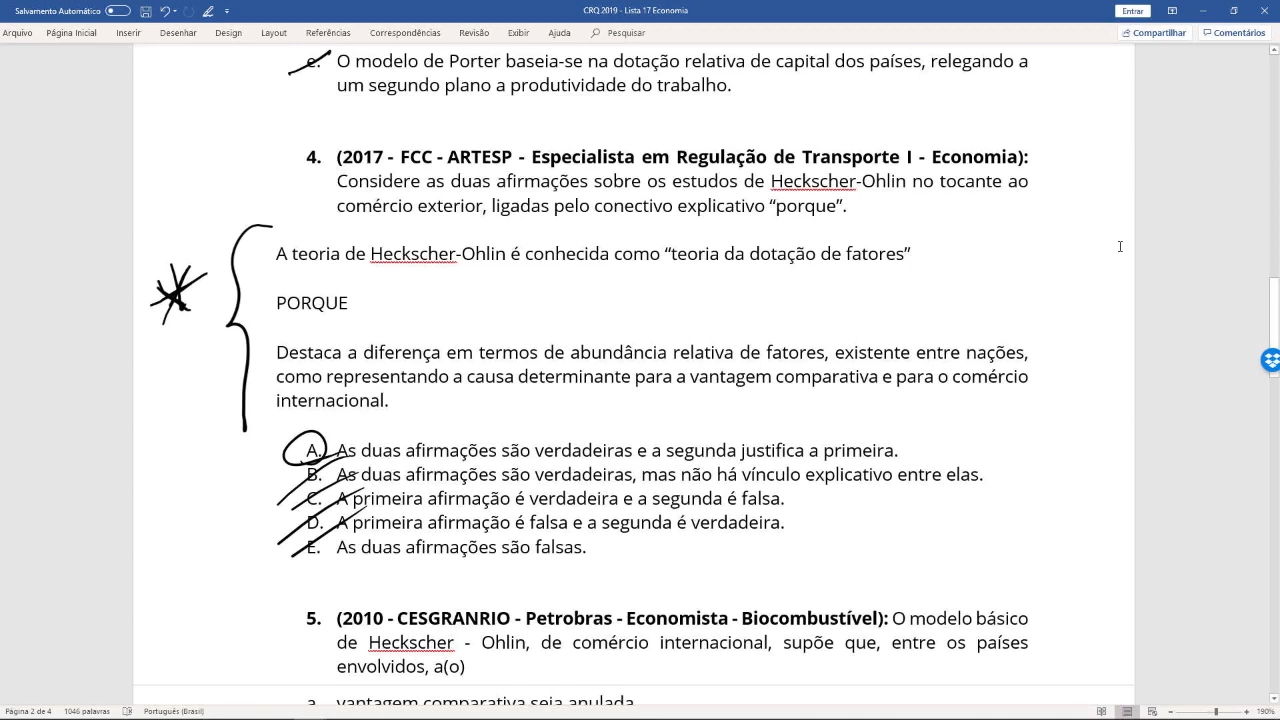 Salvamento Automático
CRQ 2019 - Lista 17 Economia
Entrar
Arquivo Página Inicial Inserir Desenhar Design Layout Referências Correspondências Revisão Exibir Ajuda Pesquisar Compartilhar Comentários
e. O modelo de Porter baseia-se na dotação relativa de capital dos países, relegando a
um segundo plano a produtividade do trabalho.
4. (2017 - FCC - ARTESP - Especialista em Regulação de Transporte I - Economia):
Considere as duas afirmações sobre os estudos de Heckscher-Ohlin no tocante ao
comércio exterior, ligadas pelo conectivo explicativo “porque”.
A teoria de Heckscher-Ohlin é conhecida como “teoria da dotação de fatores”
PORQUE
Destaca a diferença em termos de abundância relativa de fatores, existente entre nações,
como representando a causa determinante para a vantagem comparativa e para o comércio
internacional.
A. As duas afirmações são verdadeiras e a segunda justifica a primeira.
B. As duas afirmações são verdadeiras, mas não há vínculo explicativo entre elas.
C. A primeira afirmação é verdadeira e a segunda é falsa.
D. A primeira afirmação é falsa e a segunda é verdadeira.
E. As duas afirmações são falsas.
5. (2010 - CESGRANRIO - Petrobras - Economista - Biocombustível): O modelo básico
de Heckscher - Ohlin, de comércio internacional, supõe que, entre os países
envolvidos, a(o)
a. vantagem comparativa seja anulada
Página 2 de 4 1046 palavras Português (Brasil) 190%